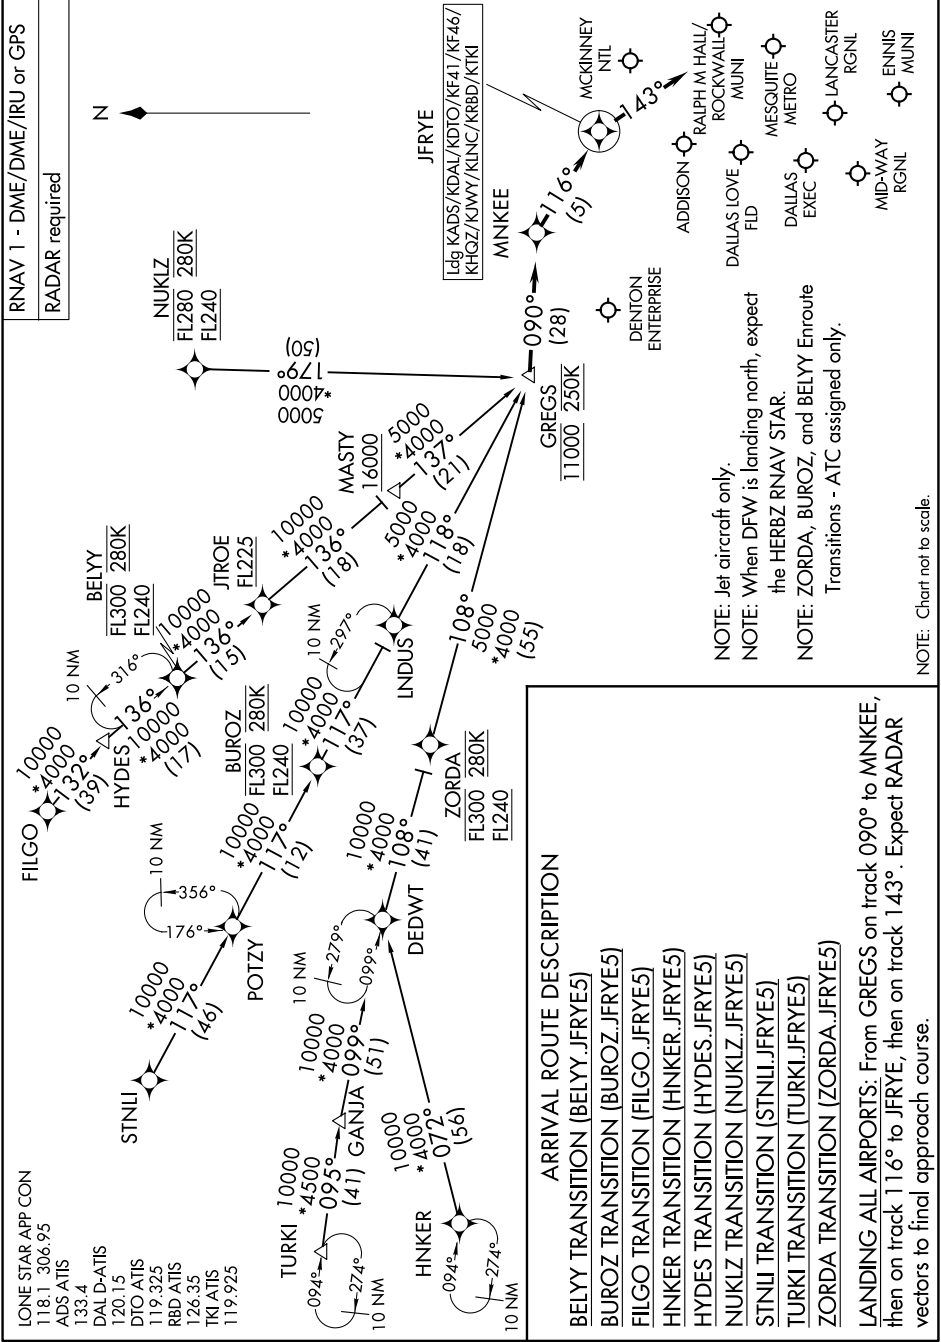 RNAV 1 - DME/DME/IRU or GPS
RADAR required
LONE STAR APP CON
118.1 306.95
ADS ATIS
133.4
DAL D-ATIS
120.15
DTO ATIS
119.325
RBD ATIS
126.35
TKI ATIS
119.925
N
NUKLZ
FL280 280K
FL240
5000
*4000
179°
(50)
JFRYE
Ldg KADS/KDAL/KDTO/KF41/KF46/
KHQZ/KJWY/KLNC/KRBD/KTKI
FILGO
10000
*4000
132°
(39)
HYDES
10 NM
316°
136°
10000
*4000
(17)
BELYY
FL300 280K
FL240
10000
*4000
136°
(15)
JTROE
FL225
10000
*4000
136°
(18)
MASTY
16000
5000
*4000
137°
(21)
STNLI
10000
*4000
117°
(46)
POTZY
10 NM
356°
176°
10000
*4000
117°
(12)
BUROZ
FL300 280K
FL240
10000
*4000
117°
(37)
10 NM
297°
LNDUS
5000
*4000
118°
(18)
TURKI
094°
274°
10 NM
10000
*4500
095°
(41)
GANJA
10000
*4000
099°
(51)
10 NM
279°
099°
DEDWT
HNKER
094°
274°
10 NM
10000
*4000
072°
(56)
10000
*4000
108°
(41)
ZORDA
FL300 280K
FL240
108°
5000
*4000
(55)
GREGS
11000 250K
090°
(28)
MNKEE
116°
(5)
143°
MCKINNEY
NTL
DENTON
ENTERPRISE
ADDISON
RALPH M HALL/
ROCKWALL
MUNI
DALLAS LOVE
FLD
MESQUITE
METRO
DALLAS
EXEC
LANCASTER
RGNL
MID-WAY
RGNL
ENNIS
MUNI
NOTE: Jet aircraft only.
NOTE: When DFW is landing north, expect
the HERBZ RNAV STAR.
NOTE: ZORDA, BUROZ, and BELYY Enroute
Transitions - ATC assigned only.
NOTE: Chart not to scale.
ARRIVAL ROUTE DESCRIPTION
BELYY TRANSITION (BELYY.JFRYE5)
BUROZ TRANSITION (BUROZ.JFRYE5)
FILGO TRANSITION (FILGO.JFRYE5)
HNKER TRANSITION (HNKER.JFRYE5)
HYDES TRANSITION (HYDES.JFRYE5)
NUKLZ TRANSITION (NUKLZ.JFRYE5)
STNLI TRANSITION (STNLI.JFRYE5)
TURKI TRANSITION (TURKI.JFRYE5)
ZORDA TRANSITION (ZORDA.JFRYE5)
LANDING ALL AIRPORTS: From GREGS on track 090° to MNKEE,
then on track 116° to JFRYE, then on track 143°. Expect RADAR
vectors to final approach course.